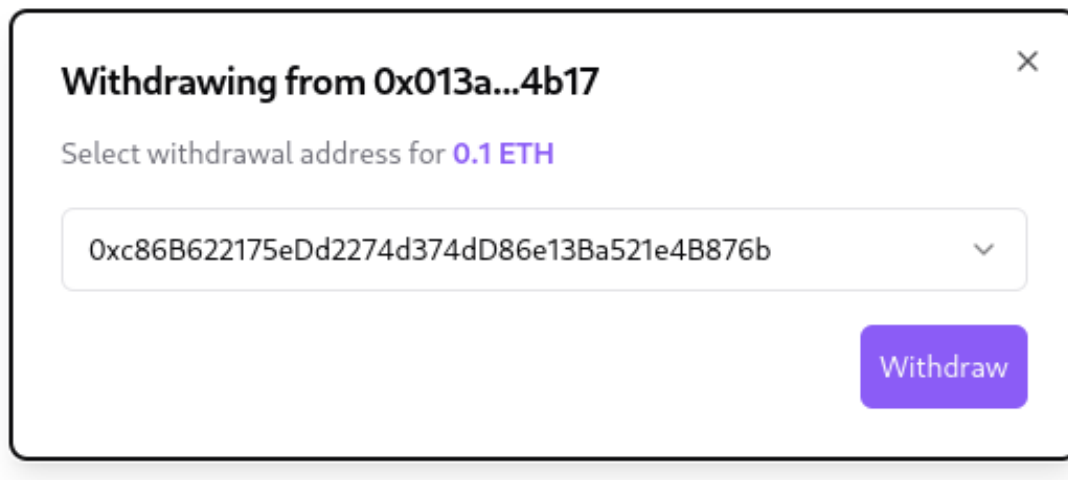 Withdrawing from 0x013a...4b17
Select withdrawal address for 0.1 ETH
0xc86B622175eDd2274d374dD86e13Ba521e4B876b
Withdraw